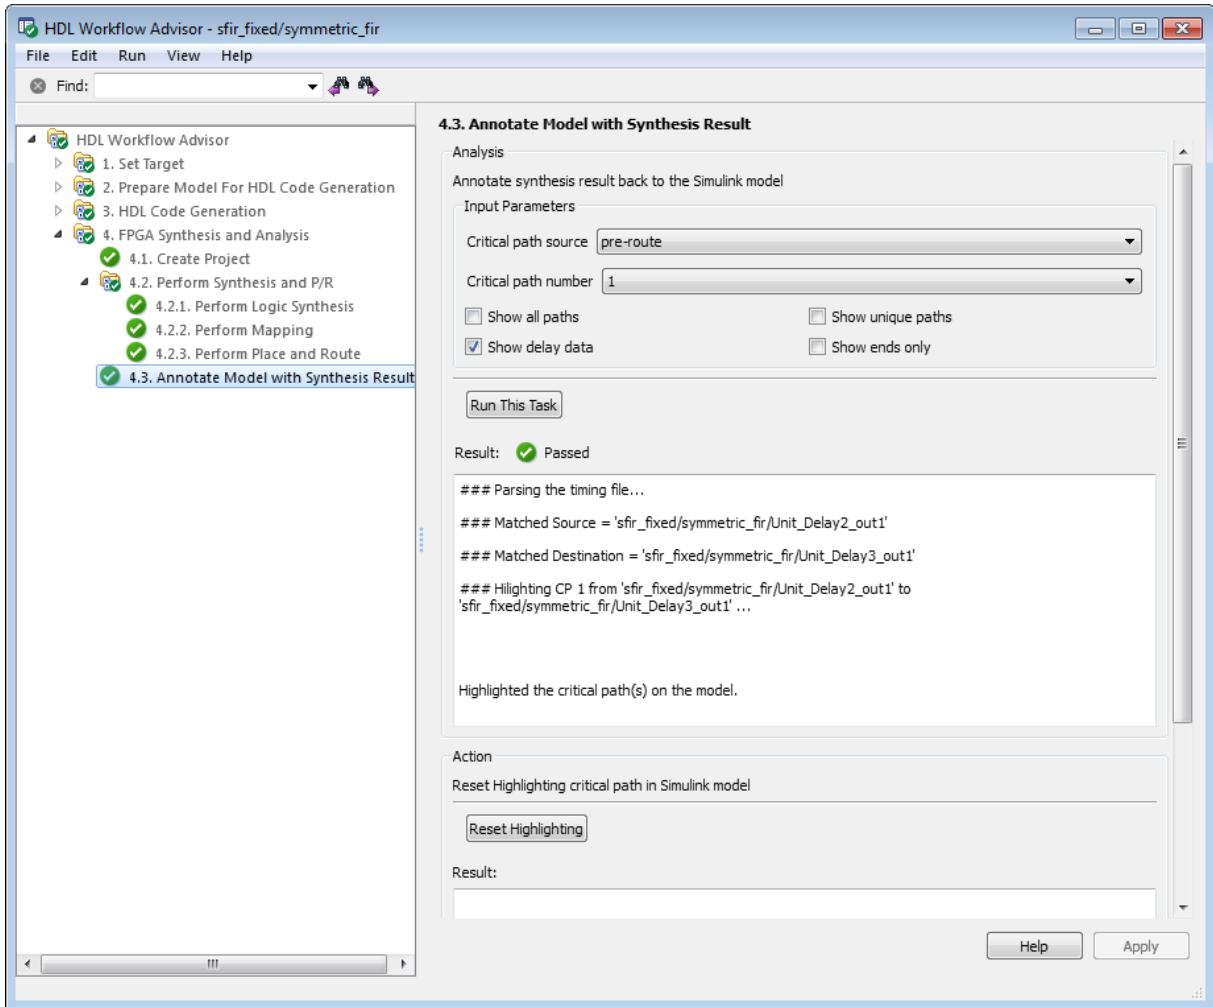 HDL Workflow Advisor - sfir_fixed/symmetric_fir
File Edit Run View Help
Find:
HDL Workflow Advisor
1. Set Target
2. Prepare Model For HDL Code Generation
3. HDL Code Generation
4. FPGA Synthesis and Analysis
4.1. Create Project
4.2. Perform Synthesis and P/R
4.2.1. Perform Logic Synthesis
4.2.2. Perform Mapping
4.2.3. Perform Place and Route
4.3. Annotate Model with Synthesis Result
4.3. Annotate Model with Synthesis Result
Analysis
Annotate synthesis result back to the Simulink model
Input Parameters
Critical path source pre-route
Critical path number 1
Show all paths Show unique paths
Show delay data Show ends only
Run This Task
Result: Passed
### Parsing the timing file...
### Matched Source = 'sfir_fixed/symmetric_fir/Unit_Delay2_out1'
### Matched Destination = 'sfir_fixed/symmetric_fir/Unit_Delay3_out1'
### Hilighting CP 1 from 'sfir_fixed/symmetric_fir/Unit_Delay2_out1' to
'sfir_fixed/symmetric_fir/Unit_Delay3_out1' ...
Highlighted the critical path(s) on the model.
Action
Reset Highlighting critical path in Simulink model
Reset Highlighting
Result:
Help Apply